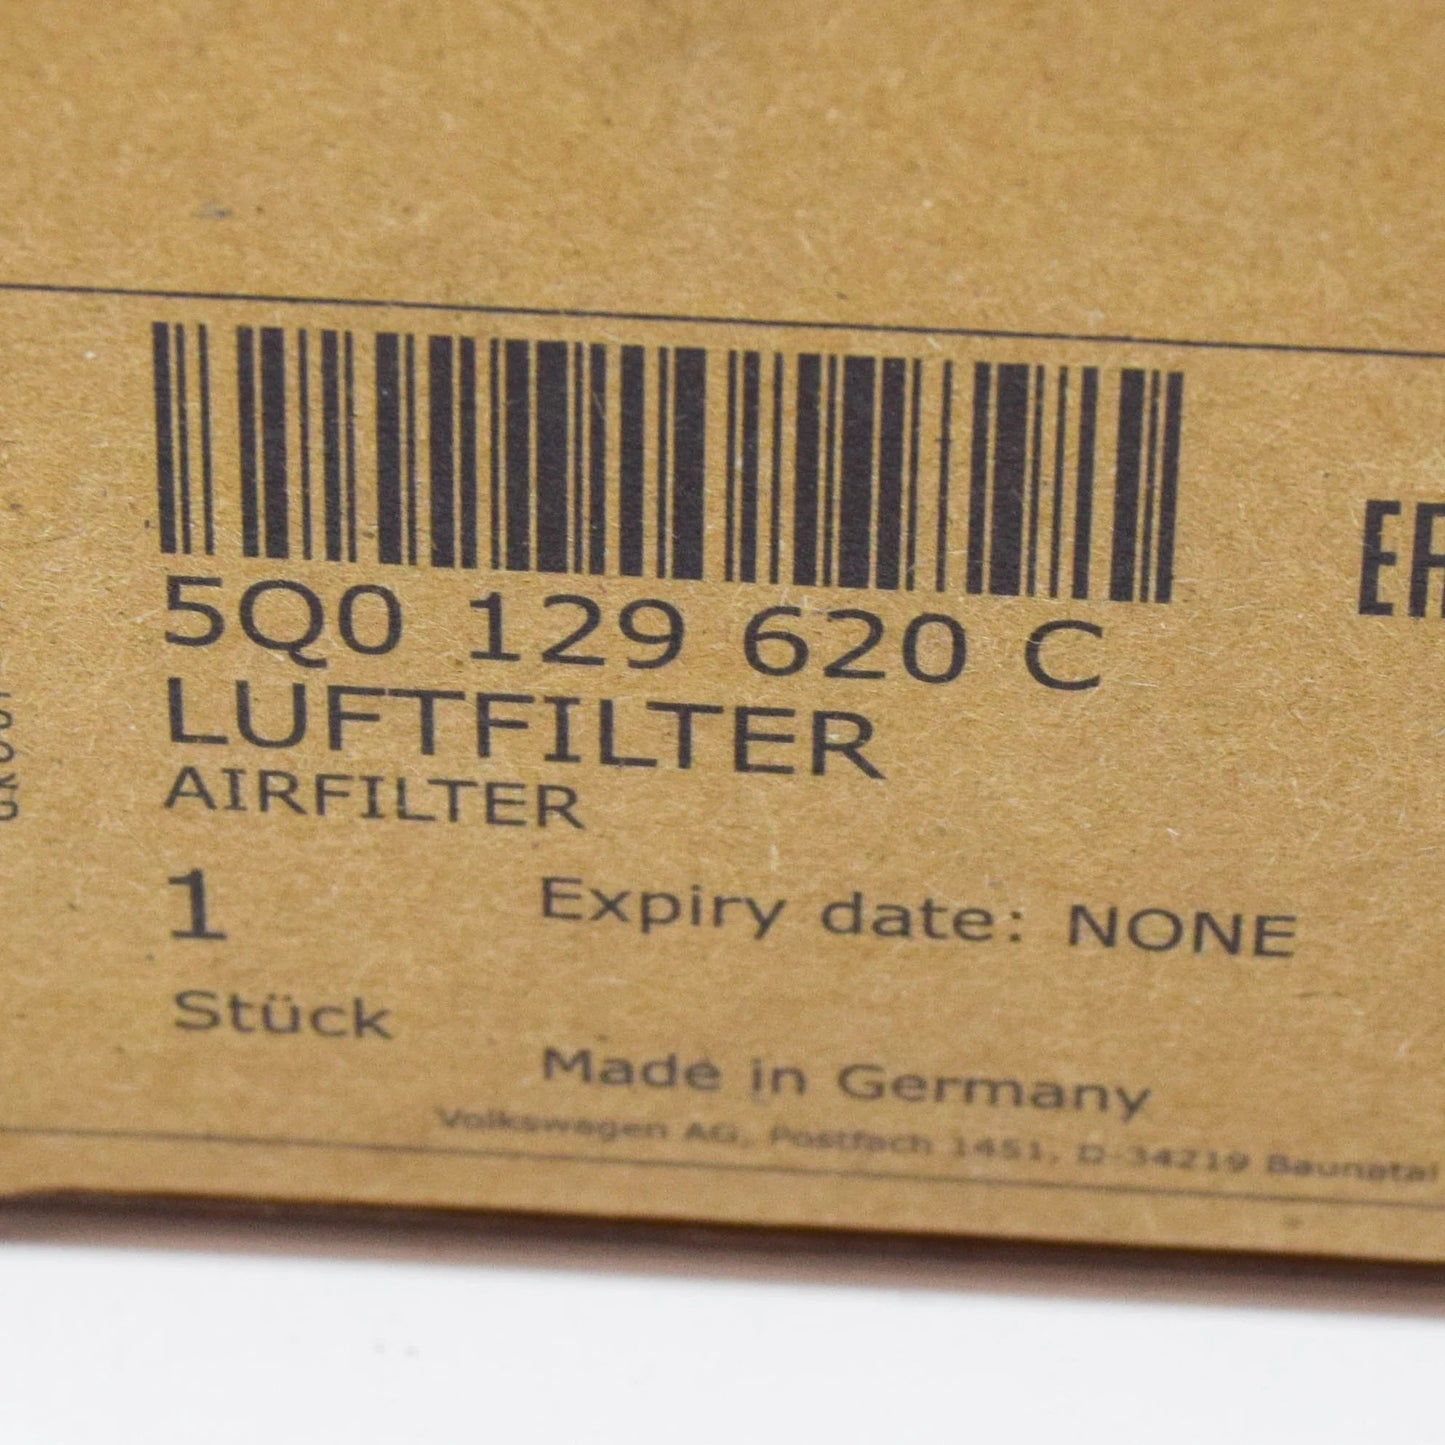 5Q0 129 620 C
LUFTFILTER
AIRFILTER
1 Expiry date: NONE
Stück
Made in Germany
Volkswagen AG, Postfach 1451, D-34219 Baunatal